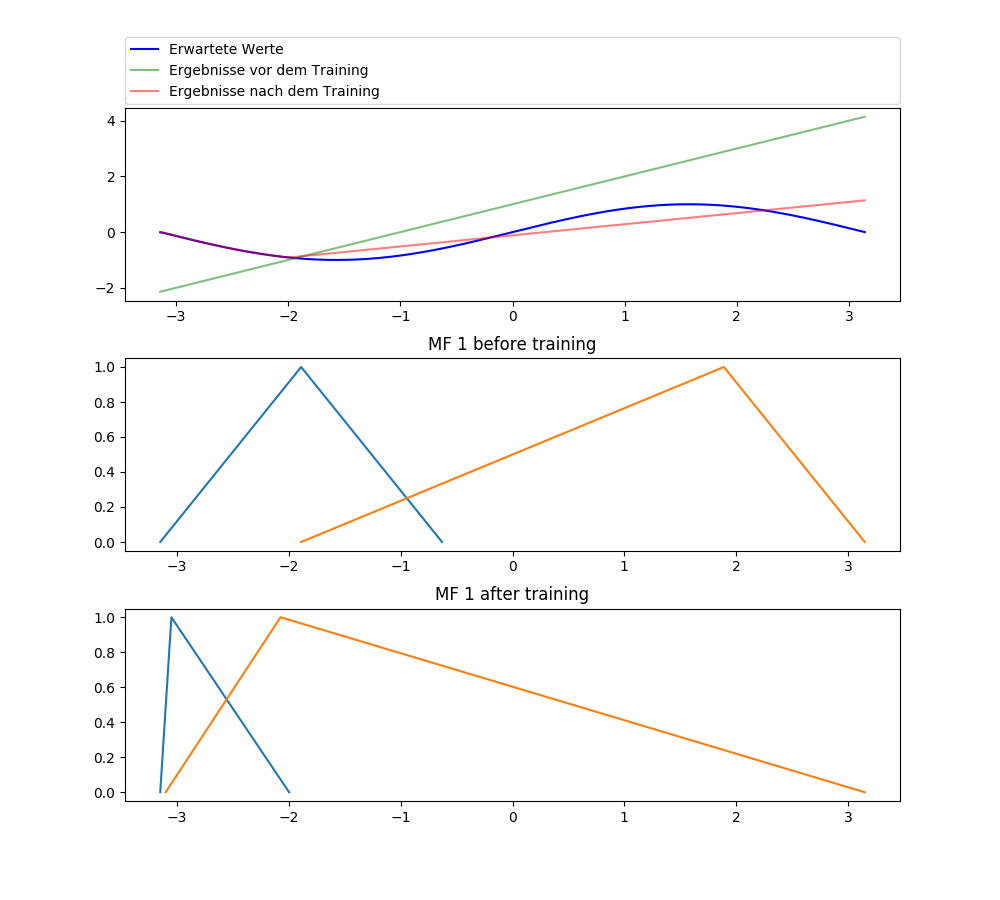 Erwartete Werte
Ergebnisse vor dem Training
Ergebnisse nach dem Training
4
2
0
−2
−3 −2 −1 0 1 2 3
MF 1 before training
1.0
0.8
0.6
0.4
0.2
0.0
−3 −2 −1 0 1 2 3
MF 1 after training
1.0
0.8
0.6
0.4
0.2
0.0
−3 −2 −1 0 1 2 3